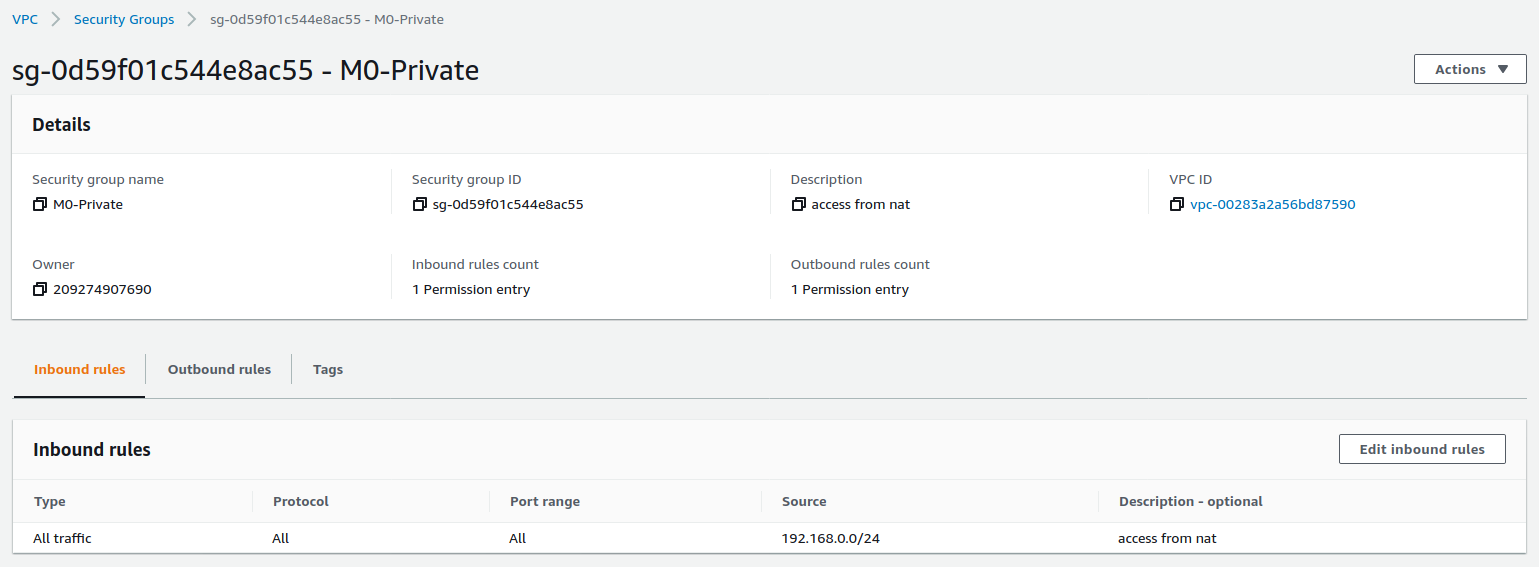 VPC > Security Groups > sg-0d59f01c544e8ac55 - M0-Private
sg-0d59f01c544e8ac55 - M0-Private
Actions ▼
Details
Security group name Security group ID Description VPC ID
M0-Private sg-0d59f01c544e8ac55 access from nat vpc-00283a2a56bd87590
Owner Inbound rules count Outbound rules count
209274907690 1 Permission entry 1 Permission entry
Inbound rules Outbound rules Tags
Inbound rules Edit inbound rules
Type Protocol Port range Source Description - optional
All traffic All All 192.168.0.0/24 access from nat